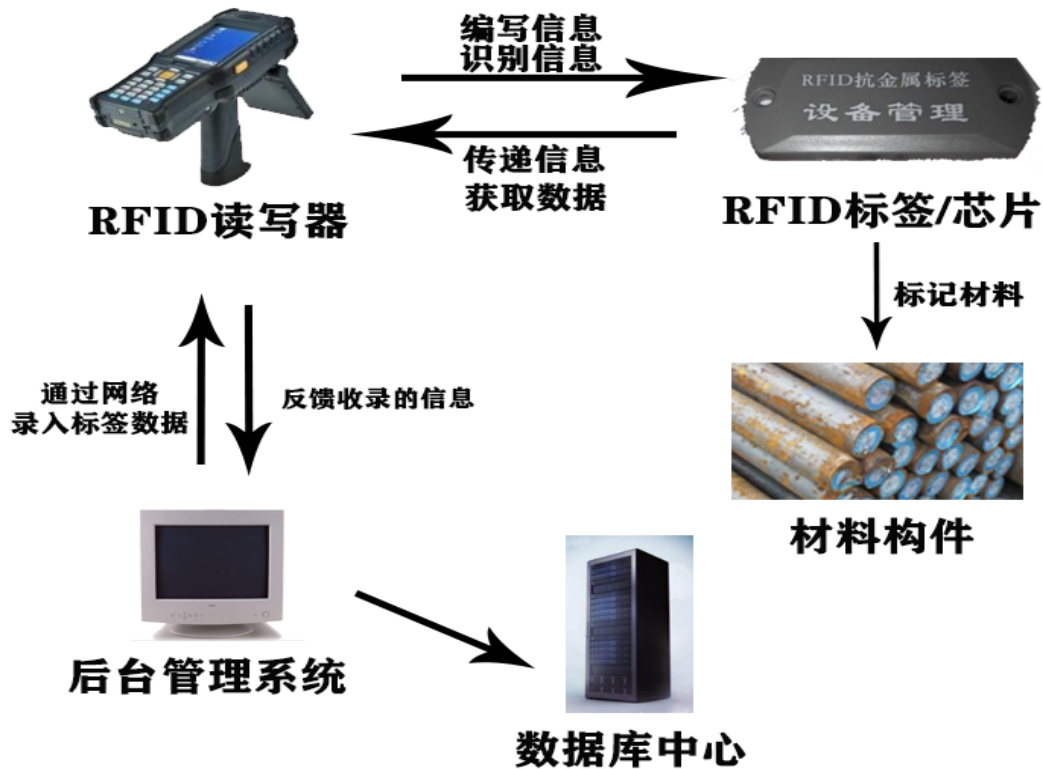 编写信息
识别信息
RFID抗金属标签
设备管理
传递信息
获取数据
RFID读写器
RFID标签/芯片
标记材料
通过网络
录入标签数据
反馈收录的信息
材料构件
后台管理系统
数据库中心